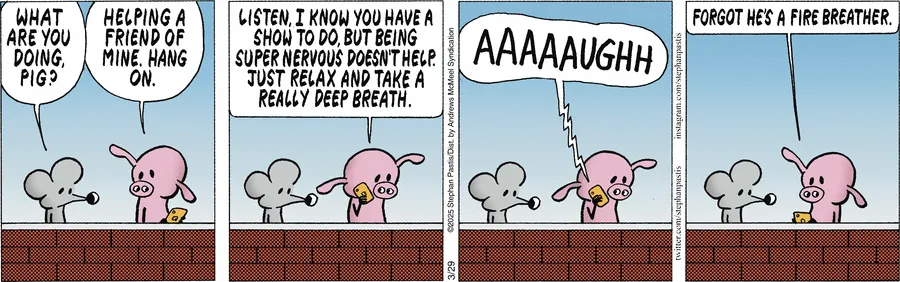 WHAT
ARE YOU
DOING,
PIG?
HELPING A
FRIEND OF
MINE. HANG
ON.
LISTEN, I KNOW YOU HAVE A
SHOW TO DO, BUT BEING
SUPER NERVOUS DOESN'T HELP.
JUST RELAX AND TAKE A
REALLY DEEP BREATH.
3/29 ©2025 Stephan Pastis/Dist. by Andrews McMeel Syndication
AAAAAUGHH
twitter.com/stephanpastis instagram.com/stephanpastis
FORGOT HE'S A FIRE BREATHER.